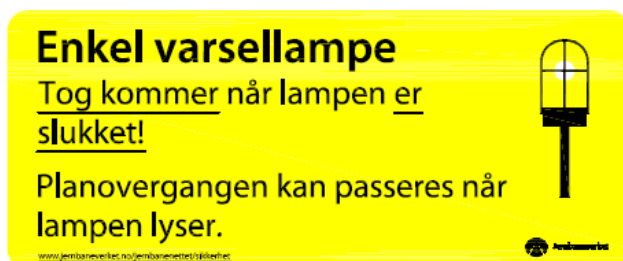 Enkel varsellampe
Tog kommer når lampen er
slukket!
Planovergangen kan passeres når
lampen lyser.
www.jernbaneverket.no/jernbanenettet/sikkerhet
Jernbaneverket